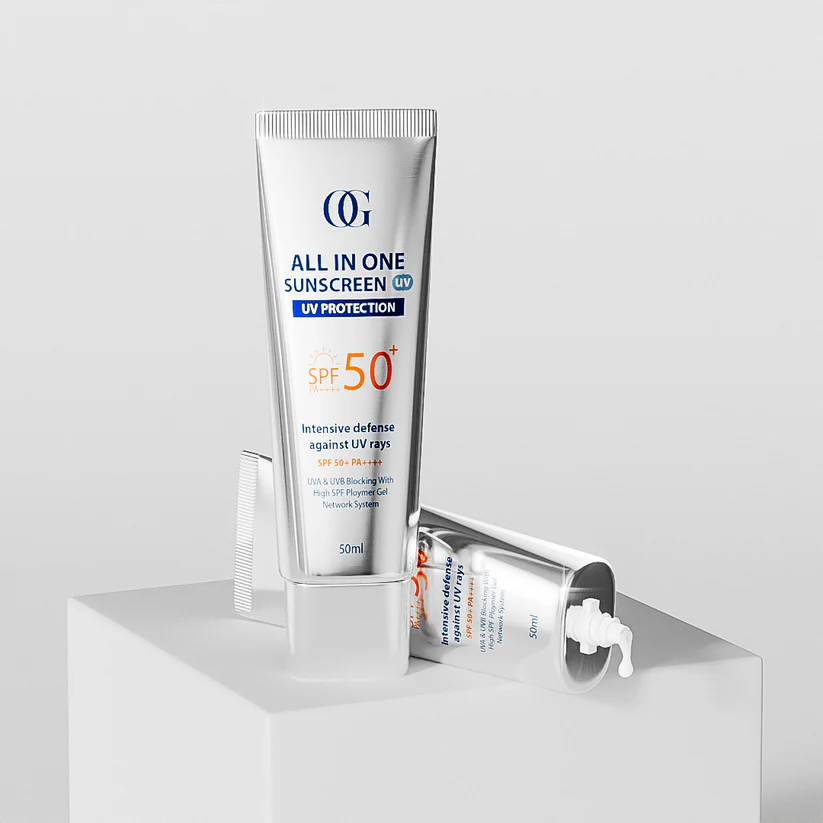 OG
ALL IN ONE
SUNSCREEN uv
UV PROTECTION
SPF 50+
PA++++
Intensive defense
against UV rays
SPF 50+ PA++++
UVA & UVB Blocking With
High SPF Ploymer Gel
Network System
50ml
Intensive defense
against UV rays
SPF 50+ PA++++
UVA & UVB Blocking With
High SPF Ploymer Gel
Network System
50ml